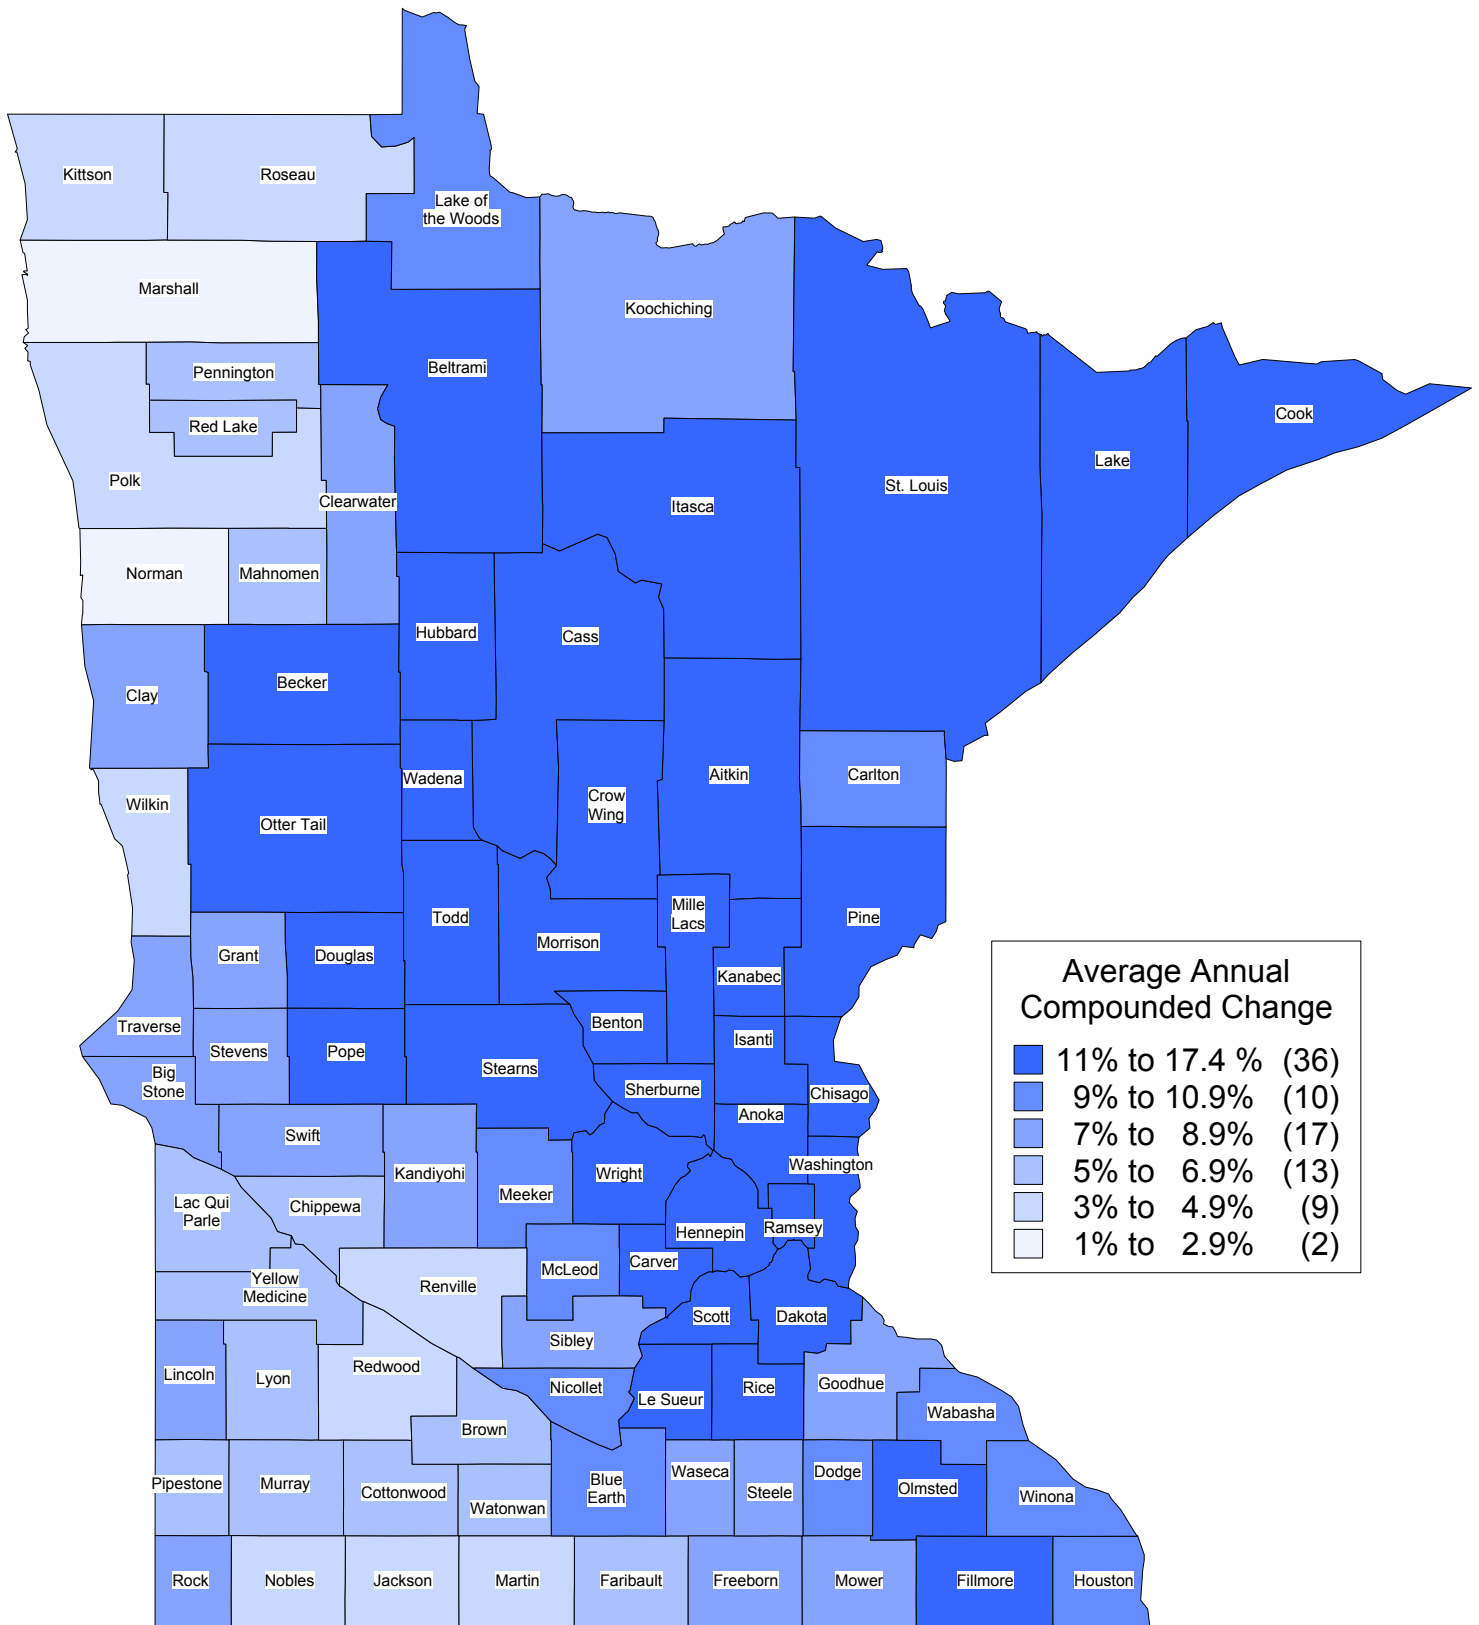 Kittson
Roseau
Lake of
the Woods
Marshall
Koochiching
Pennington
Beltrami
Red Lake
Cook
Polk
Lake
Clearwater
St. Louis
Itasca
Norman
Mahnomen
Hubbard
Cass
Clay
Becker
Wadena
Aitkin
Carlton
Wilkin
Otter Tail
Crow
Wing
Todd
Mille
Lacs
Pine
Morrison
Grant
Douglas
Kanabec
Average Annual
Compounded Change
11% to 17.4 % (36)
9% to 10.9% (10)
7% to 8.9% (17)
5% to 6.9% (13)
3% to 4.9% (9)
1% to 2.9% (2)
Traverse
Benton
Stevens
Pope
Isanti
Stearns
Big
Stone
Sherburne
Chisago
Anoka
Swift
Kandiyohi
Wright
Washington
Meeker
Lac Qui
Parle
Chippewa
Hennepin
Ramsey
Yellow
Medicine
Renville
McLeod
Carver
Scott
Dakota
Sibley
Lincoln
Lyon
Redwood
Nicollet
Le Sueur
Rice
Goodhue
Wabasha
Brown
Pipestone
Murray
Cottonwood
Watonwan
Blue
Earth
Waseca
Steele
Dodge
Olmsted
Winona
Rock
Nobles
Jackson
Martin
Faribault
Freeborn
Mower
Fillmore
Houston